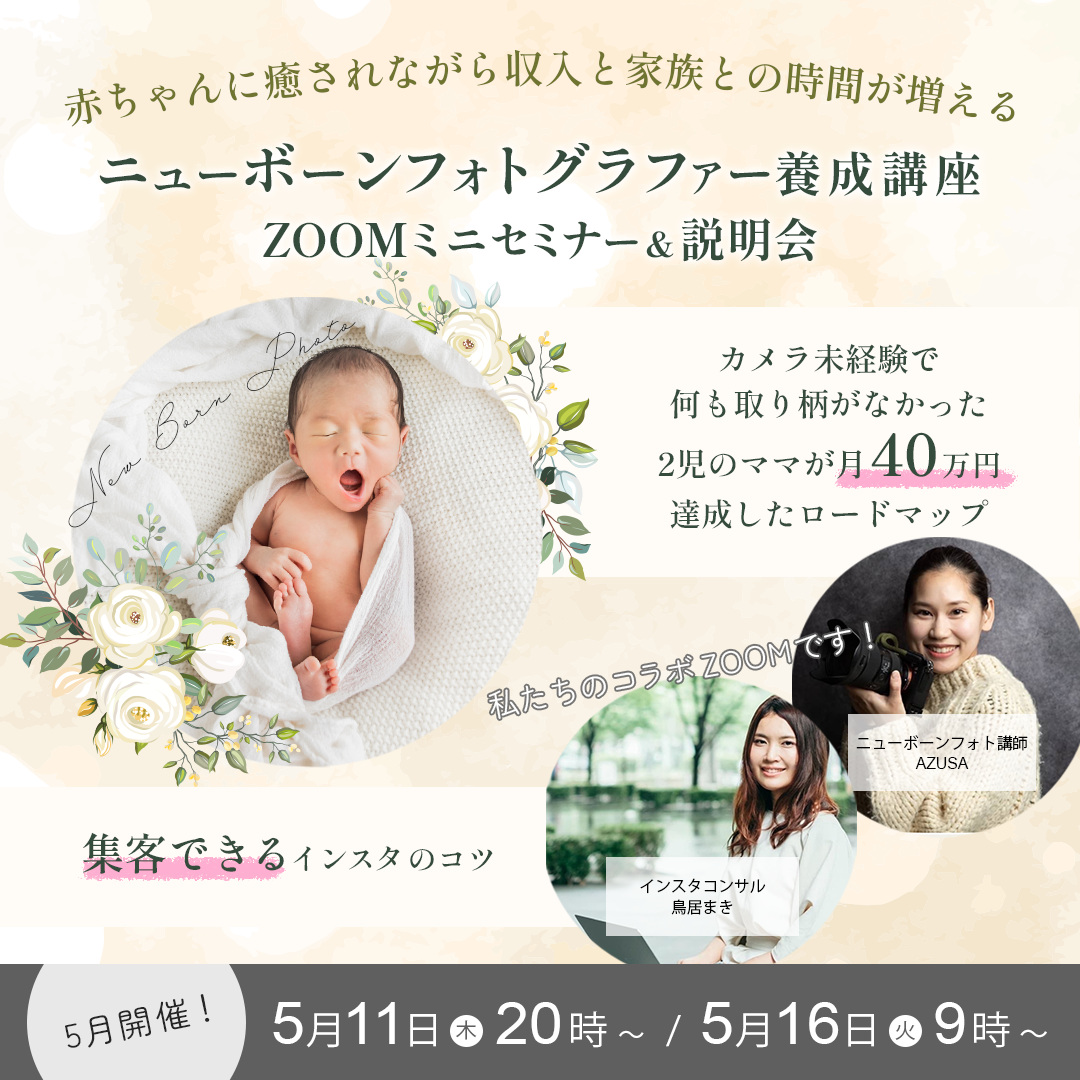 赤ちゃんに癒されながら収入と家族との時間が増える
ニューボーンフォトグラファー養成講座
ZOOMミニセミナー&説明会
New Born Photo
カメラ未経験で
何も取り柄がなかった
2児のママが月40万円
達成したロードマップ
私たちのコラボZOOMです！
ニューボーンフォト講師
AZUSA
集客できるインスタのコツ
インスタコンサル
鳥居まき
5月開催！
5月11日㊍20時～ / 5月16日㊋9時～